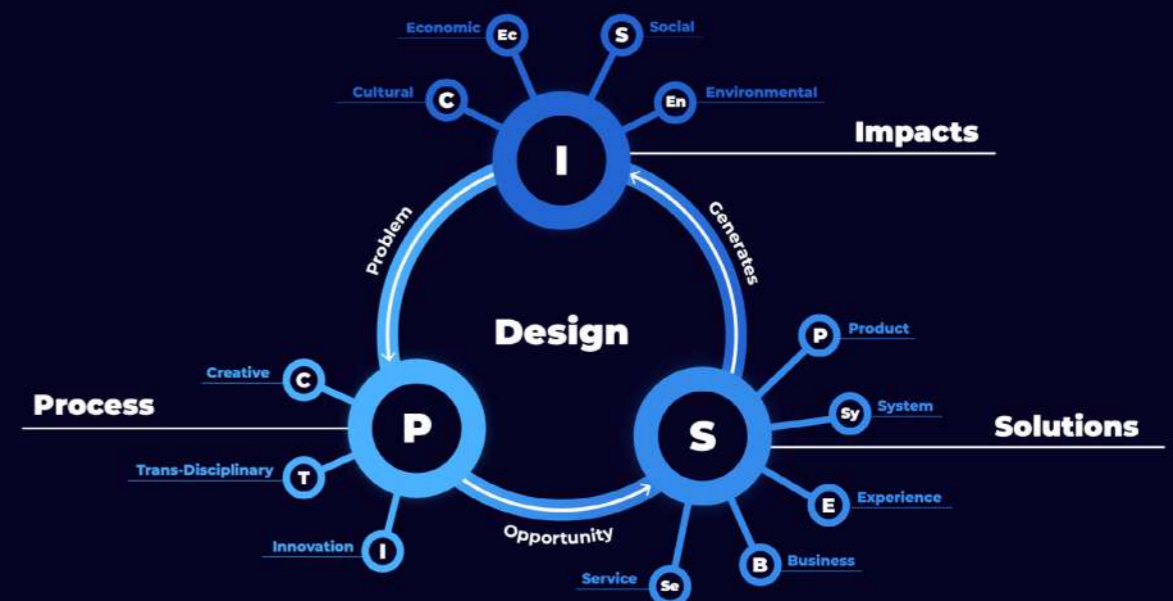 Economic
Ec
S
Social
Cultural
C
En
Environmental
I
Impacts
Problem
Generates
Design
P
Product
Creative
C
Process
P
Sy
System
S
Solutions
Trans-Disciplinary
T
E
Experience
Opportunity
Innovation
I
B
Business
Service
Se